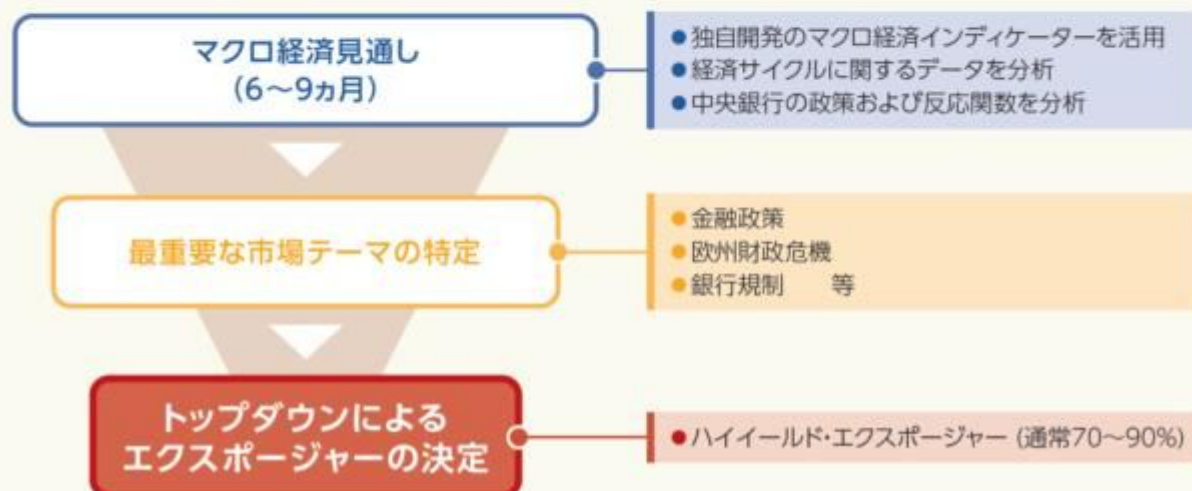 マクロ経済見通し
(6〜9ヵ月)
●独自開発のマクロ経済インディケーターを活用
●経済サイクルに関するデータを分析
●中央銀行の政策および反応関数を分析
最重要な市場テーマの特定
●金融政策
●欧州財政危機
●銀行規制　　等
トップダウンによる
エクスポージャーの決定
●ハイイールド・エクスポージャー (通常70〜90%)